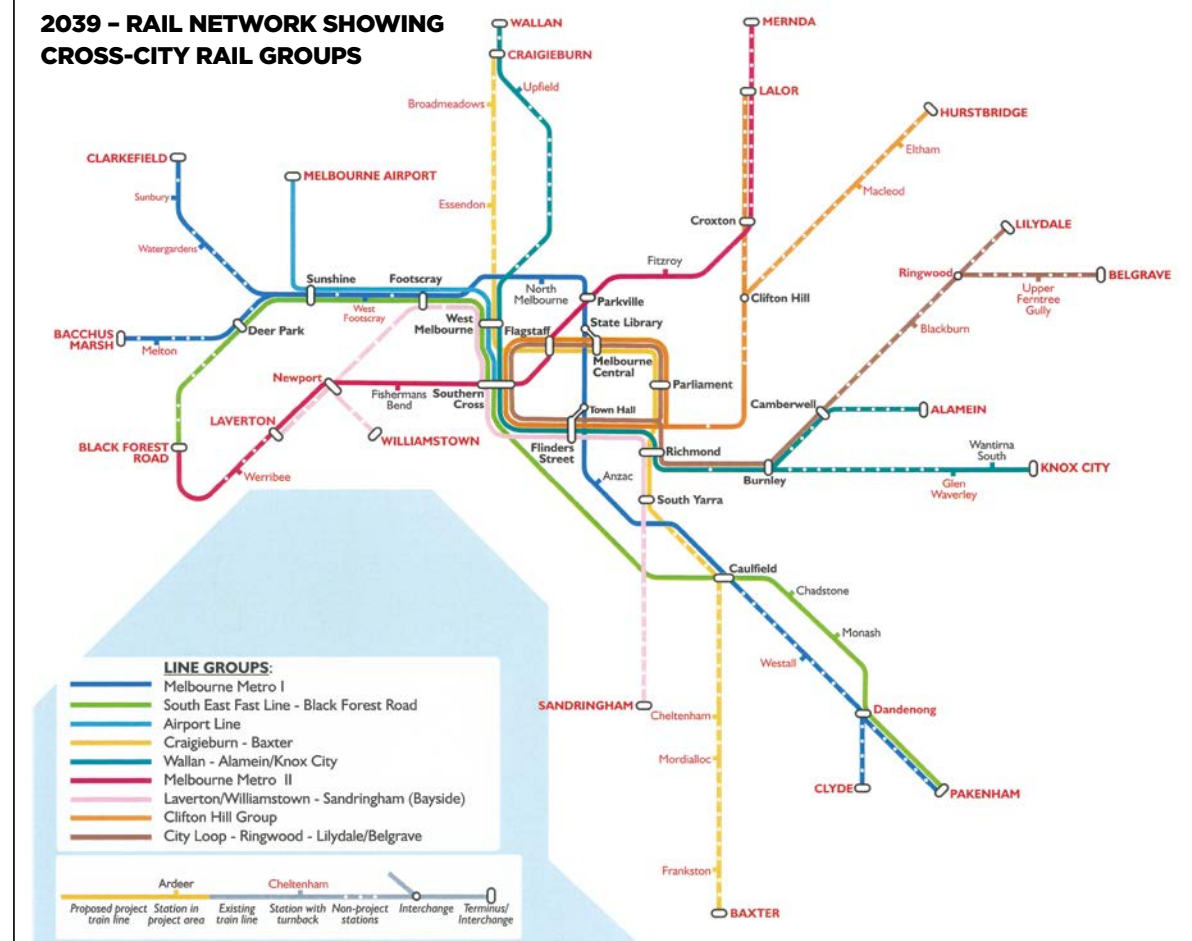 2039 – RAIL NETWORK SHOWING
CROSS-CITY RAIL GROUPS
WALLAN
CRAIGIEBURN
Upfield
Broadmeadows
Essendon
MERNDA
LALOR
HURSTBRIDGE
Eltham
Macleod
CLARKEFIELD
Sunbury
Watergardens
MELBOURNE AIRPORT
Croxton
Fitzroy
LILYDALE
Ringwood
BELGRAVE
Upper
Ferntree
Gully
Blackburn
Sunshine
Footscray
West
Footscray
North
Melbourne
Parkville
Clifton Hill
BACCHUS
MARSH
Melton
Deer Park
West
Melbourne
Flagstaff
State Library
Melbourne
Central
Newport
Fishermans
Bend
Southern
Cross
Parliament
Camberwell
ALAMEIN
LAVERTON
WILLIAMSTOWN
Town Hall
Flinders
Street
Richmond
Burnley
Wantirna
South
KNOX CITY
Glen
Waverley
BLACK FOREST
ROAD
Werribee
Anzac
South Yarra
Caulfield
Chadstone
Monash
Westall
SANDRINGHAM
Cheltenham
Dandenong
Mordialloc
CLYDE
PAKENHAM
Frankston
BAXTER
LINE GROUPS:
Melbourne Metro I
South East Fast Line - Black Forest Road
Airport Line
Craigieburn - Baxter
Wallan - Alamein/Knox City
Melbourne Metro II
Laverton/Williamstown - Sandringham (Bayside)
Clifton Hill Group
City Loop - Ringwood - Lilydale/Belgrave
Ardeer
Cheltenham
Proposed project
train line
Station in
project area
Existing
train line
Station with
turnback
Non-project
stations
Interchange
Terminus/
Interchange